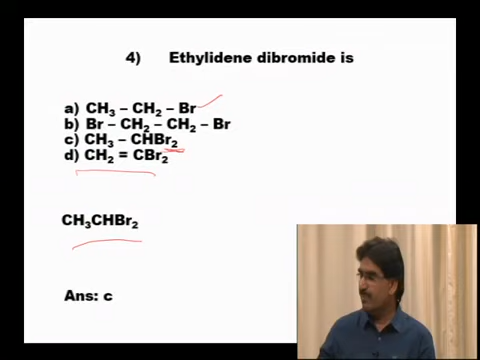 4) Ethylidene dibromide is
a) CH₃ – CH₂ – Br
b) Br – CH₂ – CH₂ – Br
c) CH₃ – CHBr₂
d) CH₂ = CBr₂
CH₃CHBr₂
Ans: c